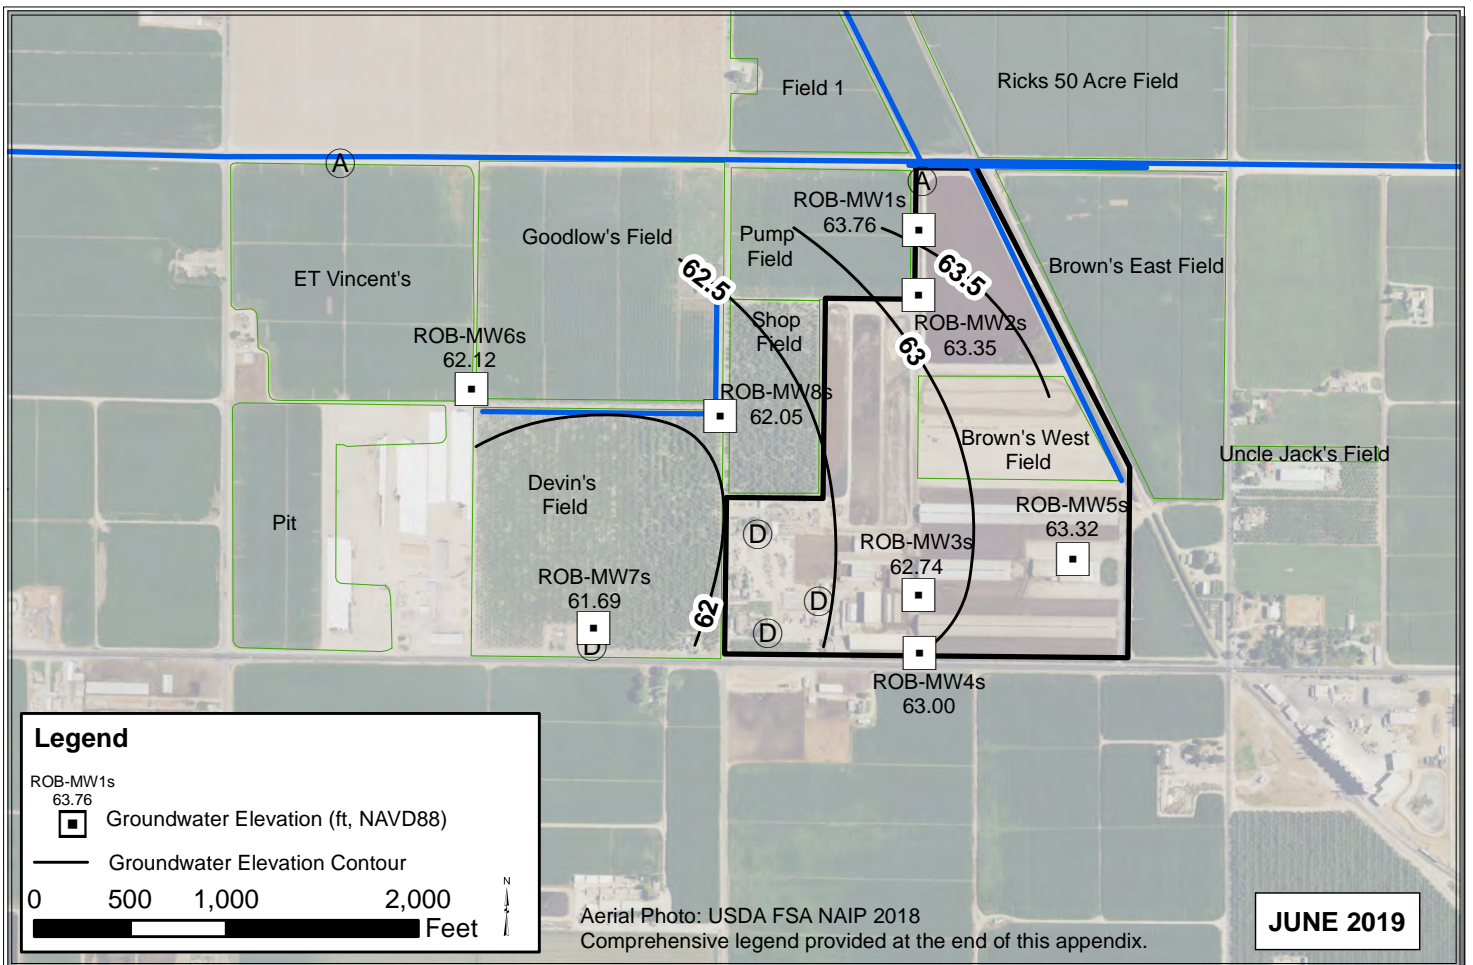 Field 1
Ricks 50 Acre Field
A
A
ROB-MW1s
63.76
Goodlow's Field
Pump
Field
ET Vincent's
62.5
63.5
Brown's East Field
Shop
Field
ROB-MW2s
63.35
63
ROB-MW6s
62.12
ROB-MW8s
62.05
Brown's West
Field
Uncle Jack's Field
Devin's
Field
Pit
ROB-MW5s
63.32
D
ROB-MW3s
62.74
ROB-MW7s
61.69
D
62
D
D
ROB-MW4s
63.00
Legend
ROB-MW1s
63.76
Groundwater Elevation (ft, NAVD88)
Groundwater Elevation Contour
0 500 1,000 2,000
Feet
N
Aerial Photo: USDA FSA NAIP 2018
Comprehensive legend provided at the end of this appendix.
JUNE 2019